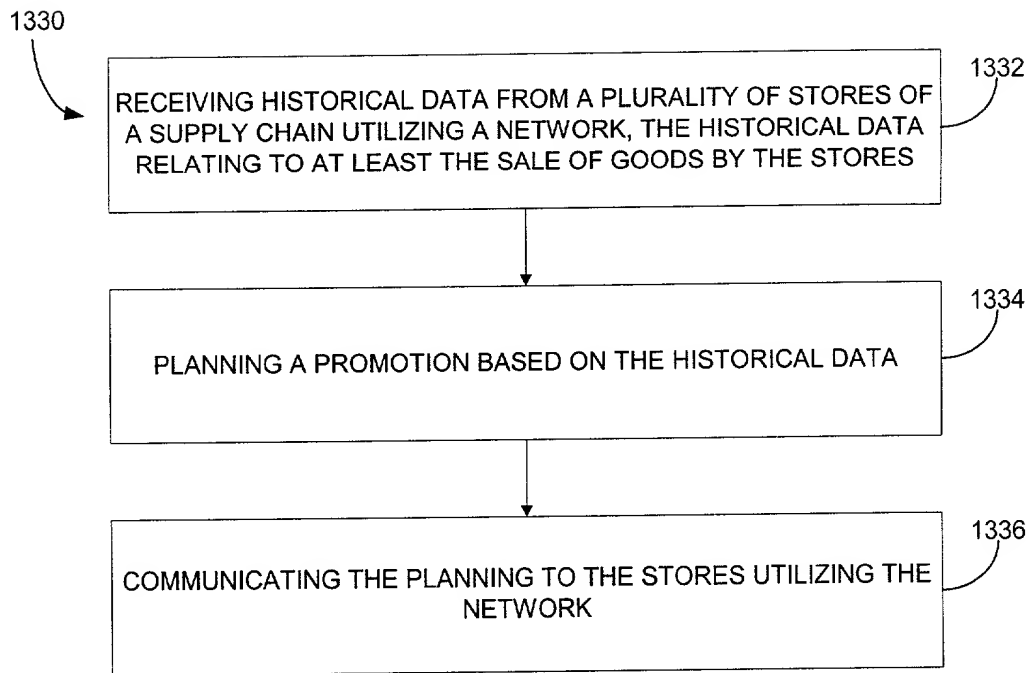 1330
1332
RECEIVING HISTORICAL DATA FROM A PLURALITY OF STORES OF
A SUPPLY CHAIN UTILIZING A NETWORK, THE HISTORICAL DATA
RELATING TO AT LEAST THE SALE OF GOODS BY THE STORES
1334
PLANNING A PROMOTION BASED ON THE HISTORICAL DATA
1336
COMMUNICATING THE PLANNING TO THE STORES UTILIZING THE
NETWORK